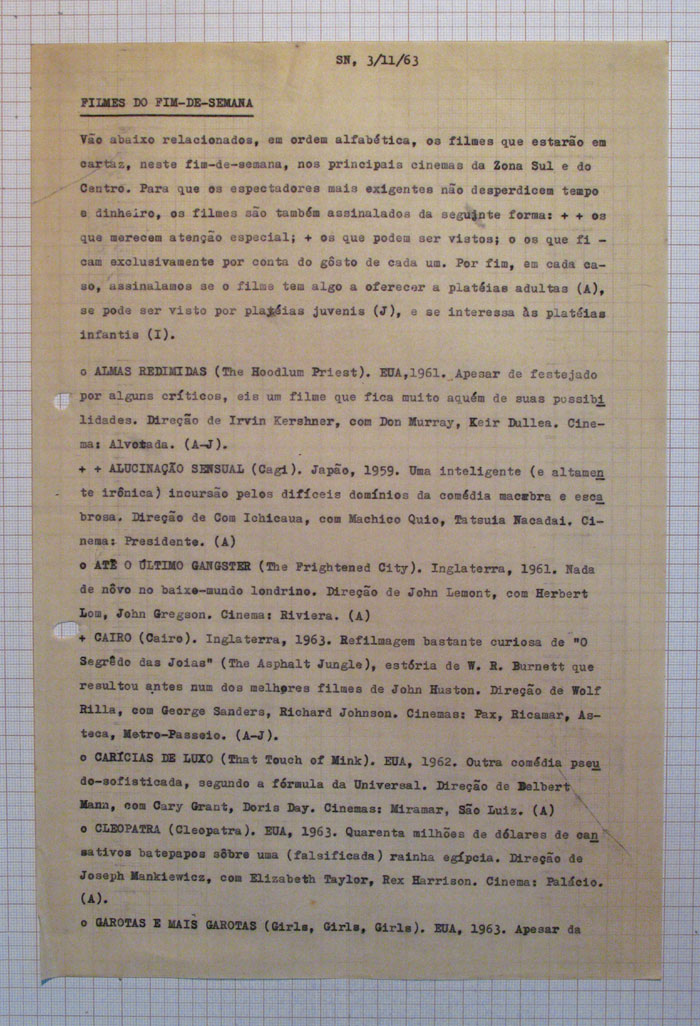 SN, 3/11/63
FILMES DO FIM-DE-SEMANA
Vão abaixo relacionados, em ordem alfabética, os filmes que estarão em
cartaz, neste fim-de-semana, nos principais cinemas da Zona Sul e do
Centro. Para que os espectadores mais exigentes não desperdicem tempo
e dinheiro, os filmes são também assinalados da seguinte forma: + + os
que merecem atenção especial; + os que podem ser vistos; o os que fi -
cam exclusivamente por conta do gôsto de cada um. Por fim, em cada ca-
so, assinalamos se o filme tem algo a oferecer a platéias adultas (A),
se pode ser visto por platéias juvenis (J), e se interessa às platéias
infantis (I).
o ALMAS REDIMIDAS (The Hoodlum Priest). EUA,1961. Apesar de festejado
por alguns críticos, eis um filme que fica muito aquém de suas possibi
lidades. Direção de Irvin Kershner, com Don Murray, Keir Dullea. Cine-
ma: Alvorada. (A-J).
+ + ALUCINAÇÃO SENSUAL (Cagi). Japão, 1959. Uma inteligente (e altamen
te irônica) incursão pelos difíceis domínios da comédia macabra e esca
brosa. Direção de Com Ichicaua, com Machico Quio, Tatsuia Nacadai. Ci-
nema: Presidente. (A)
o ATÉ O ÚLTIMO GANGSTER (The Frightened City). Inglaterra, 1961. Nada
de nôvo no baixo-mundo londrino. Direção de John Lemont, com Herbert
Lom, John Gregson. Cinema: Riviera. (A)
+ CAIRO (Cairo). Inglaterra, 1963. Refilmagem bastante curiosa de "O
Segrêdo das Joias" (The Asphalt Jungle), estória de W. R. Burnett que
resultou antes num dos melhores filmes de John Huston. Direção de Wolf
Rilla, com George Sanders, Richard Johnson. Cinemas: Pax, Ricamar, As-
teca, Metro-Passeio. (A-J).
o CARÍCIAS DE LUXO (That Touch of Mink). EUA, 1962. Outra comédia pseu
do-sofisticada, segundo a fórmula da Universal. Direção de Delbert
Mann, com Cary Grant, Doris Day. Cinemas: Miramar, São Luiz. (A)
o CLEOPATRA (Cleopatra). EUA, 1963. Quarenta milhões de dólares de can
sativos batepapos sôbre uma (falsificada) rainha egípcia. Direção de
Joseph Mankiewicz, com Elizabeth Taylor, Rex Harrison. Cinema: Palácio.
(A).
o GAROTAS E MAIS GAROTAS (Girls, Girls, Girls). EUA, 1963. Apesar da